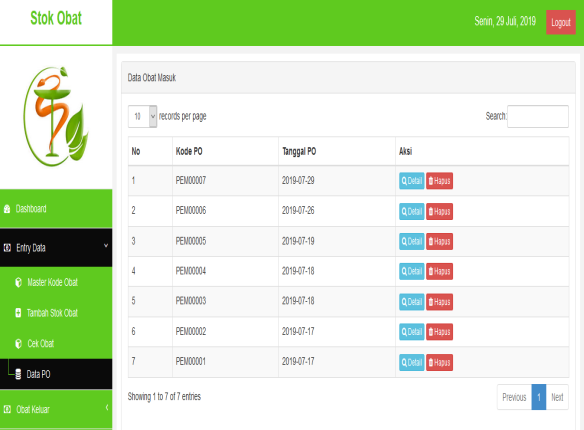 Stok Obat
Senin, 29 Juli, 2019 Logout
Dashboard
Entry Data
Master Kode Obat
Tambah Stok Obat
Cek Obat
Data PO
Obat Keluar
Data Obat Masuk
10 records per page Search:
No Kode PO Tanggal PO Aksi
1 PEM00007 2019-07-29 Detail Hapus
2 PEM00006 2019-07-26 Detail Hapus
3 PEM00005 2019-07-19 Detail Hapus
4 PEM00004 2019-07-18 Detail Hapus
5 PEM00003 2019-07-18 Detail Hapus
6 PEM00002 2019-07-17 Detail Hapus
7 PEM00001 2019-07-17 Detail Hapus
Showing 1 to 7 of 7 entries Previous 1 Next